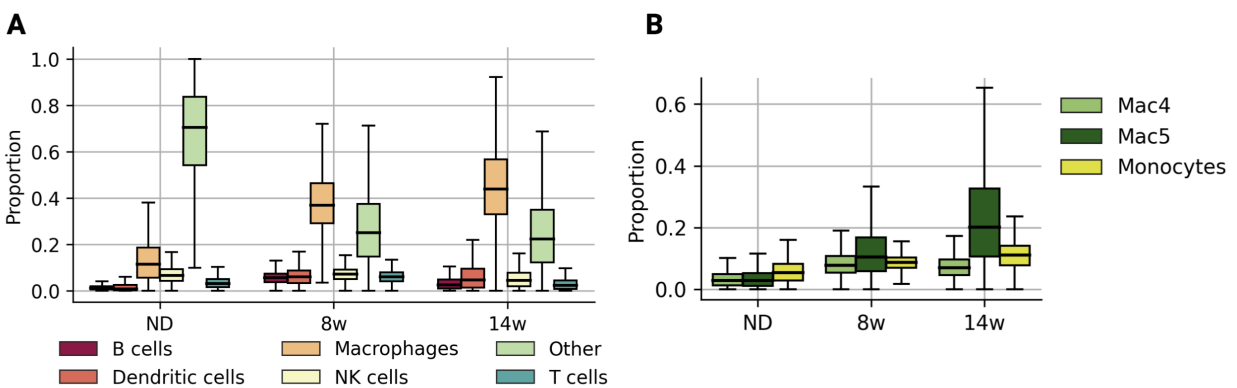 A
B
Proportion
1.0
0.8
0.6
0.4
0.2
0.0
ND
8w
14w
B cells
Macrophages
Other
Dendritic cells
NK cells
T cells
Proportion
0.6
0.4
0.2
0.0
ND
8w
14w
Mac4
Mac5
Monocytes